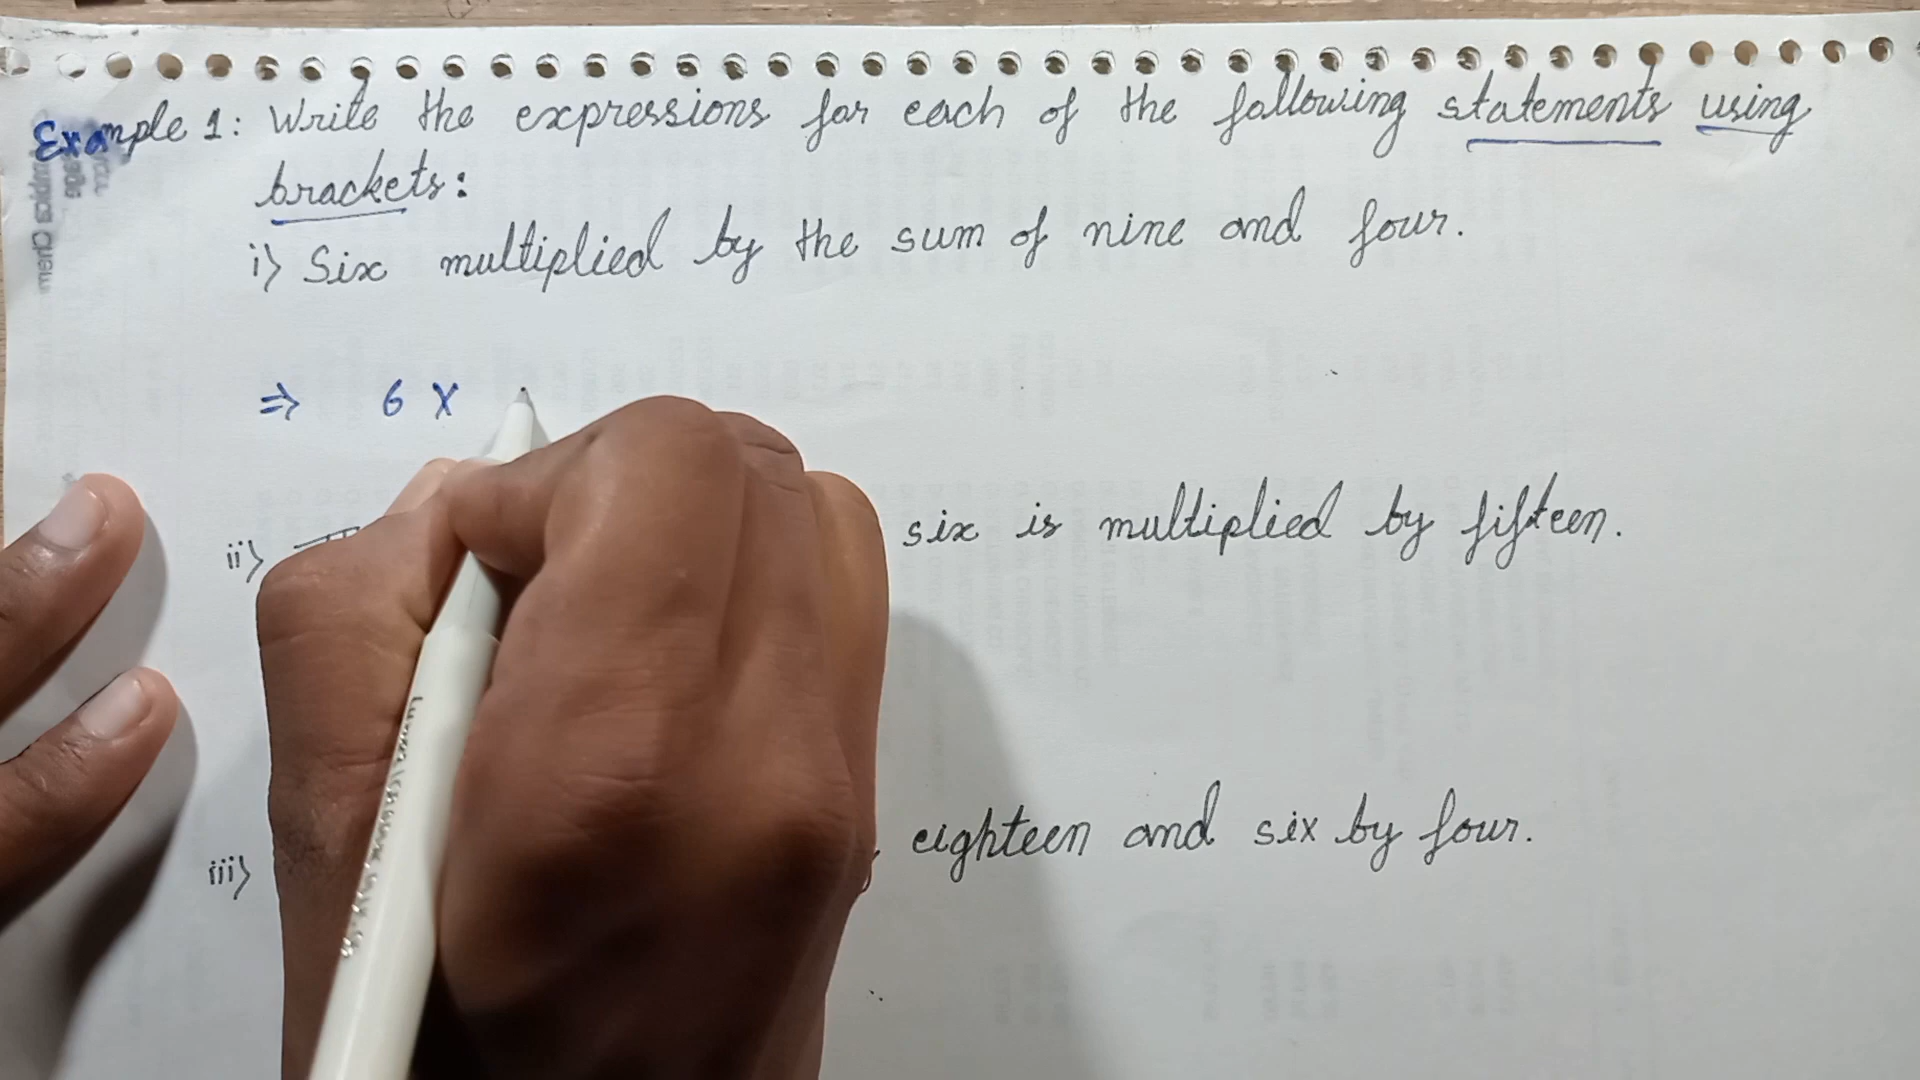 Example 1: Write the expressions for each of the following statements using
brackets:
i) Six multiplied by the sum of nine and four.
⇒ 6 X
ii) six is multiplied by fifteen.
iii) eighteen and six by four.